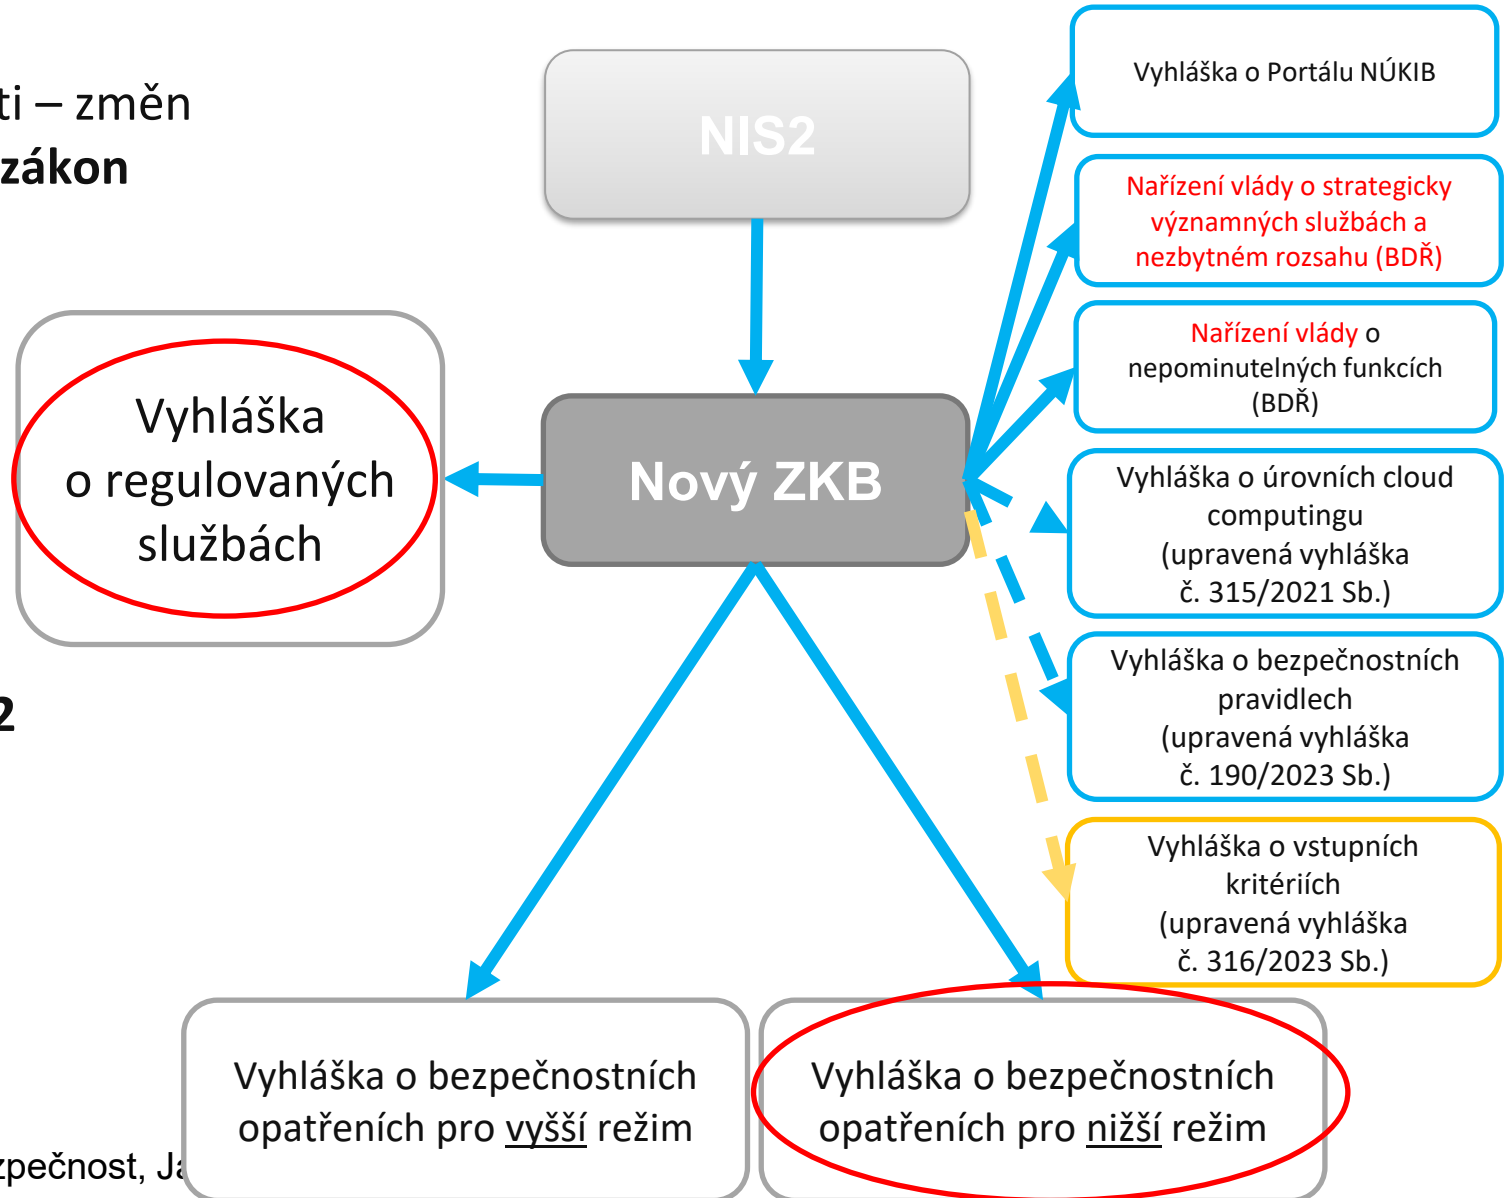 ti – změn
zákon
NIS2
Vyhláška o Portálu NÚKIB
Nařízení vlády o strategicky
významných službách a
nezbytném rozsahu (BDŘ)
Nařízení vlády o
nepominutelných funkcích
(BDŘ)
Vyhláška
o regulovaných
službách
Nový ZKB
Vyhláška o úrovních cloud
computingu
(upravená vyhláška
č. 315/2021 Sb.)
Vyhláška o bezpečnostních
pravidlech
(upravená vyhláška
č. 190/2023 Sb.)
2
Vyhláška o vstupních
kritériích
(upravená vyhláška
č. 316/2023 Sb.)
Vyhláška o bezpečnostních
opatřeních pro vyšší režim
Vyhláška o bezpečnostních
opatřeních pro nižší režim
zpečnost, Ja